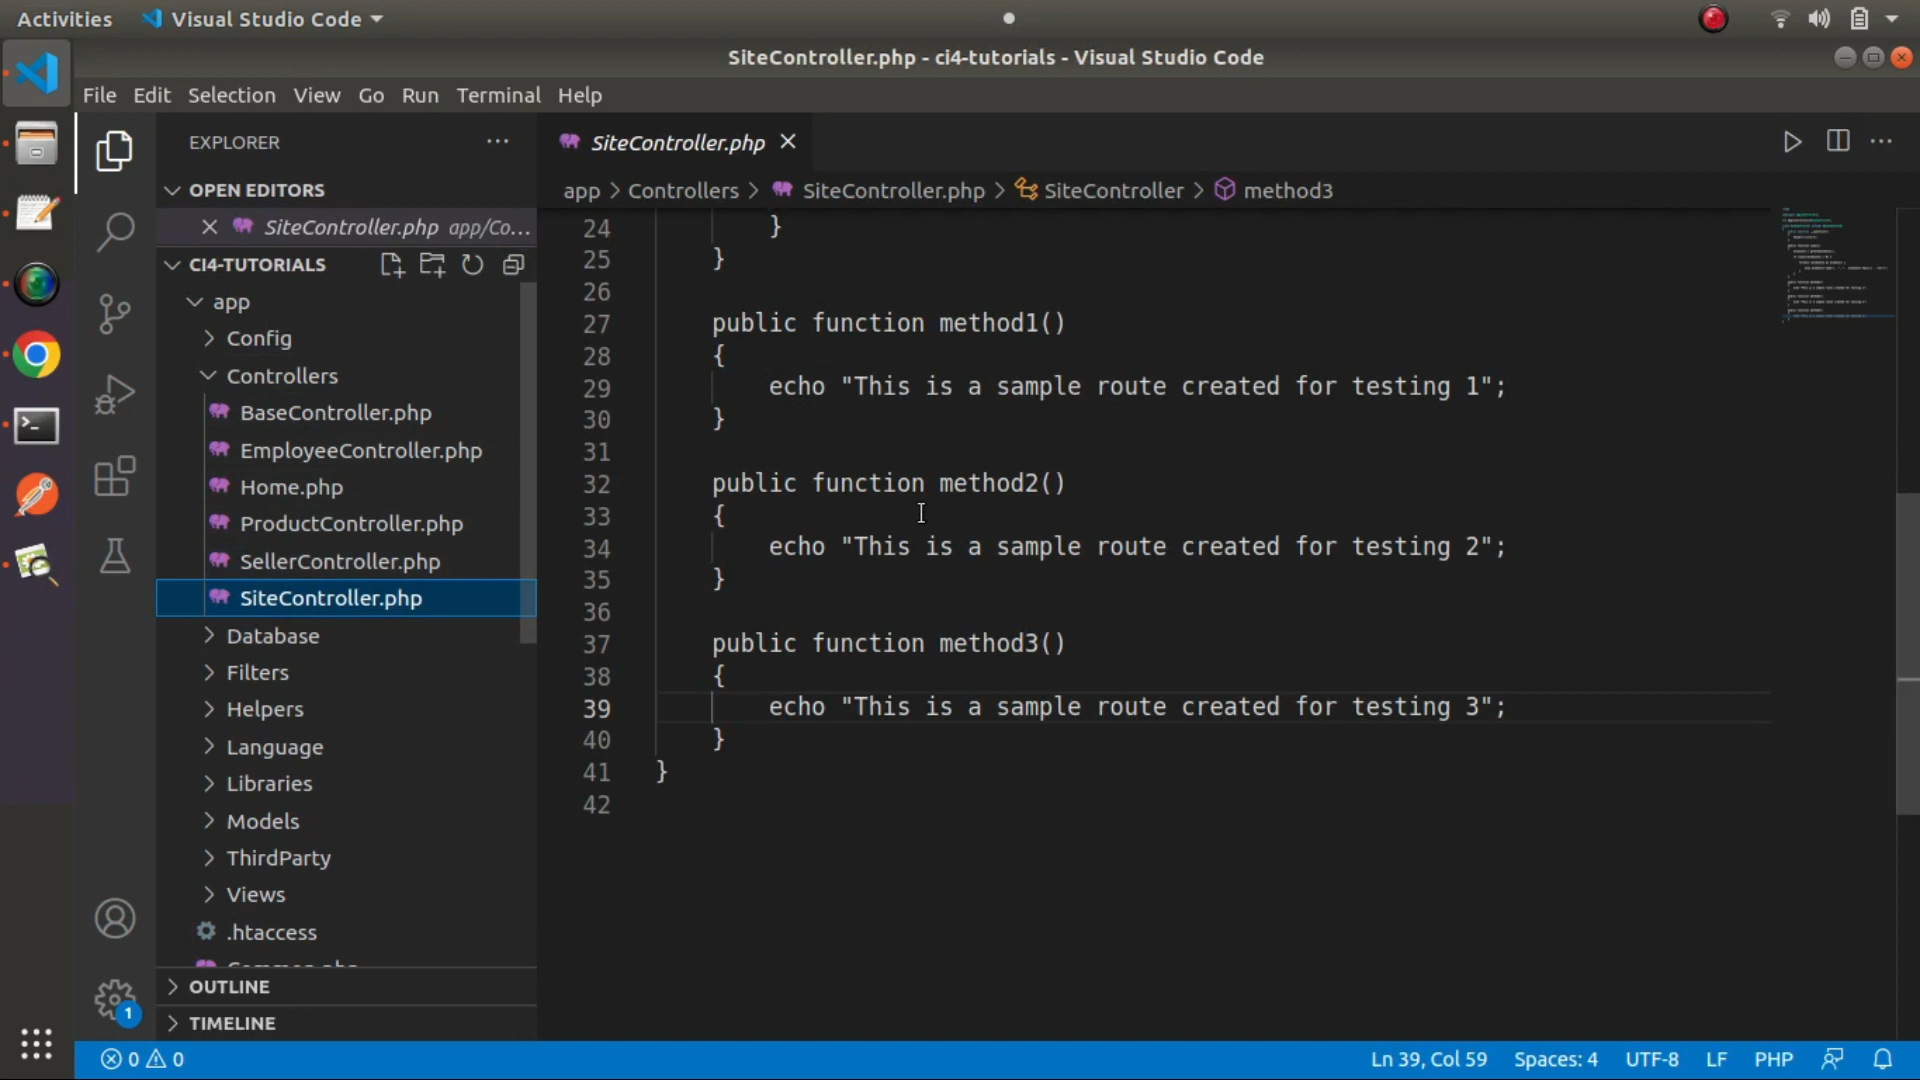 Activities
Visual Studio Code
SiteController.php - ci4-tutorials - Visual Studio Code
File Edit Selection View Go Run Terminal Help
EXPLORER
SiteController.php
OPEN EDITORS
app > Controllers > SiteController.php > SiteController > method3
SiteController.php app/Co...
CI4-TUTORIALS
app
Config
Controllers
BaseController.php
EmployeeController.php
Home.php
ProductController.php
SellerController.php
SiteController.php
Database
Filters
Helpers
Language
Libraries
Models
ThirdParty
Views
.htaccess
OUTLINE
TIMELINE
24 }
25 }
26
27 public function method1()
28 {
29 echo "This is a sample route created for testing 1";
30 }
31
32 public function method2()
33 {
34 echo "This is a sample route created for testing 2";
35 }
36
37 public function method3()
38 {
39 echo "This is a sample route created for testing 3";
40 }
41 }
42
1
0 0
Ln 39, Col 59 Spaces: 4 UTF-8 LF PHP